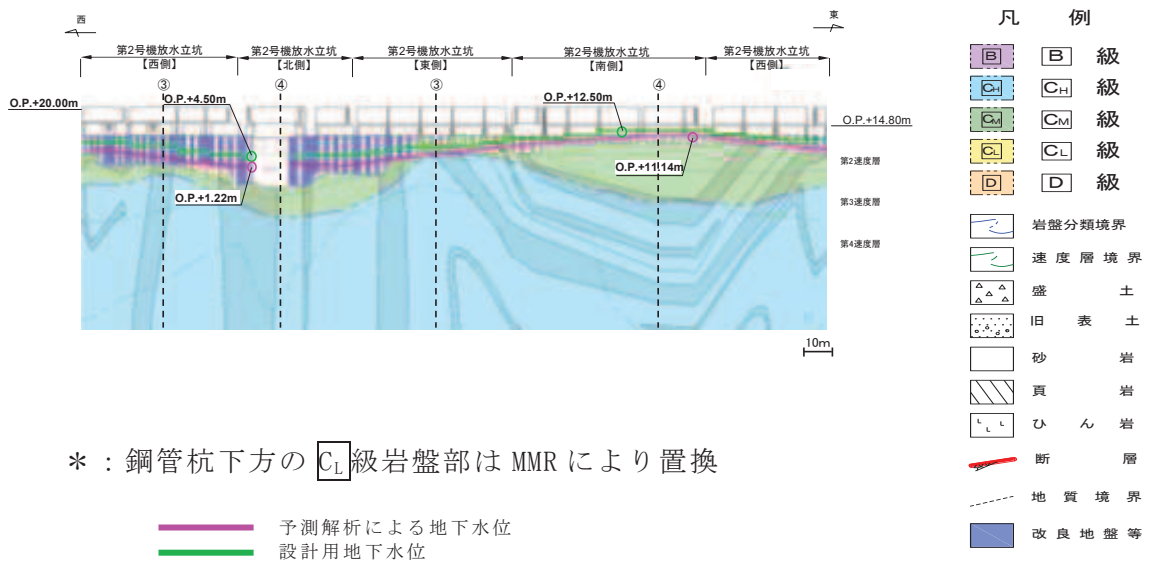 西
東
第2号機放水立坑
【西側】
第2号機放水立坑
【北側】
第2号機放水立坑
【東側】
第2号機放水立坑
【南側】
第2号機放水立坑
【西側】
③
④
③
④
O.P.+20.00m
O.P.+4.50m
O.P.+12.50m
O.P.+14.80m
O.P.+11.14m
O.P.+1.22m
第2速度層
第3速度層
第4速度層
10m
*:鋼管杭下方のCL級岩盤部はMMRにより置換
予測解析による地下水位
設計用地下水位
凡例
B B 級
CH CH 級
CM CM 級
CL CL 級
D D 級
岩盤分類境界
速度層境界
盛土
旧表土
砂岩
頁岩
ひん岩
断層
地質境界
改良地盤等